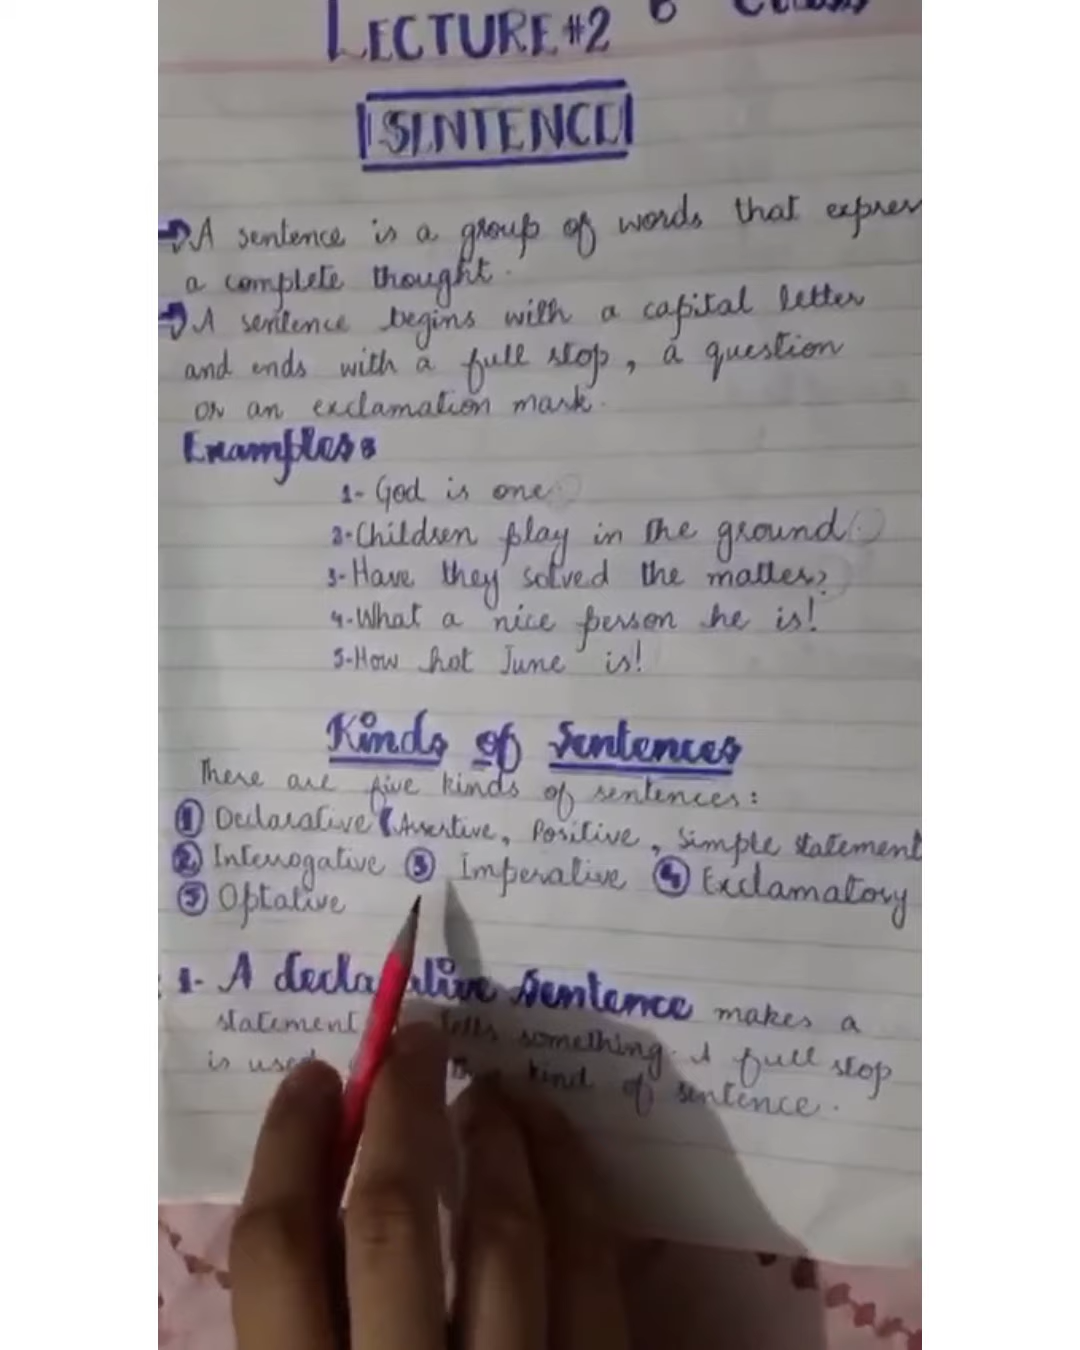 LECTURE #2 6
SENTENCE
A sentence is a group of words that expres
a complete thought.
A sentence begins with a capital letter
and ends with a full stop, a question
or an exclamation mark.
Examples:
1- God is one
2- Children play in the ground
3- Have they solved the matter?
4- What a nice person he is!
5- How hot June is!
Kinds of Sentences
There are five kinds of sentences:
① Declarative (Assertive, Positive, Simple statement
② Interrogative ③ Imperative ④ Exclamatory
⑤ Optative
1- A declarative sentence makes a
statement tells something. A full stop
is used kind of sentence.